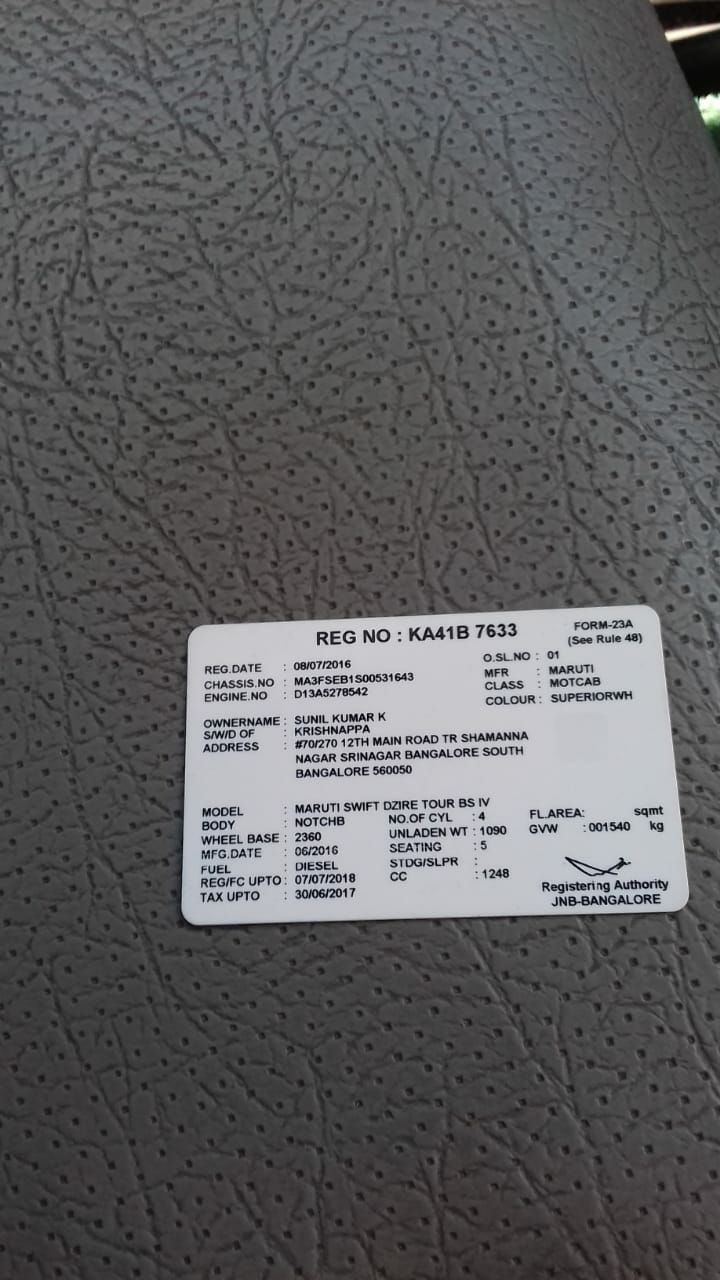 REG NO : KA41B 7633
FORM-23A
(See Rule 48)
REG.DATE : 08/07/2016
O.SL.NO : 01
CHASSIS.NO : MA3FSEB1S00531643
MFR : MARUTI
ENGINE.NO : D13A5278542
CLASS : MOTCAB
COLOUR : SUPERIORWH
OWNERNAME : SUNIL KUMAR K
S/W/D OF : KRISHNAPPA
ADDRESS : #70/270 12TH MAIN ROAD TR SHAMANNA
NAGAR SRINAGAR BANGALORE SOUTH
BANGALORE 560050
MODEL : MARUTI SWIFT DZIRE TOUR BS IV
BODY : NOTCHB NO.OF CYL : 4 FL.AREA: sqmt
WHEEL BASE : 2360 UNLADEN WT : 1090 GVW : 001540 kg
MFG.DATE : 06/2016 SEATING : 5
FUEL : DIESEL STDG/SLPR :
REG/FC UPTO : 07/07/2018 CC : 1248
TAX UPTO : 30/06/2017
Registering Authority
JNB-BANGALORE